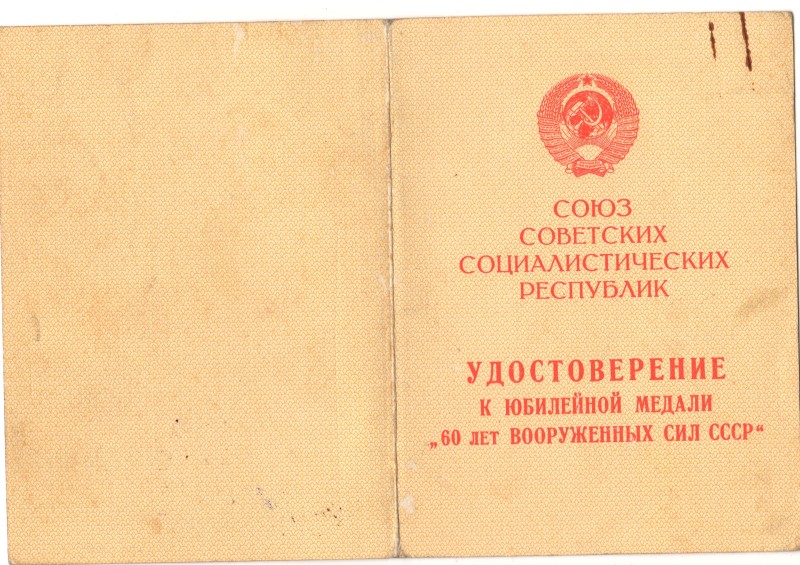 СОЮЗ
СОВЕТСКИХ
СОЦИАЛИСТИЧЕСКИХ
РЕСПУБЛИК
УДОСТОВЕРЕНИЕ
К ЮБИЛЕЙНОЙ МЕДАЛИ
„60 лет ВООРУЖЕННЫХ СИЛ СССР“